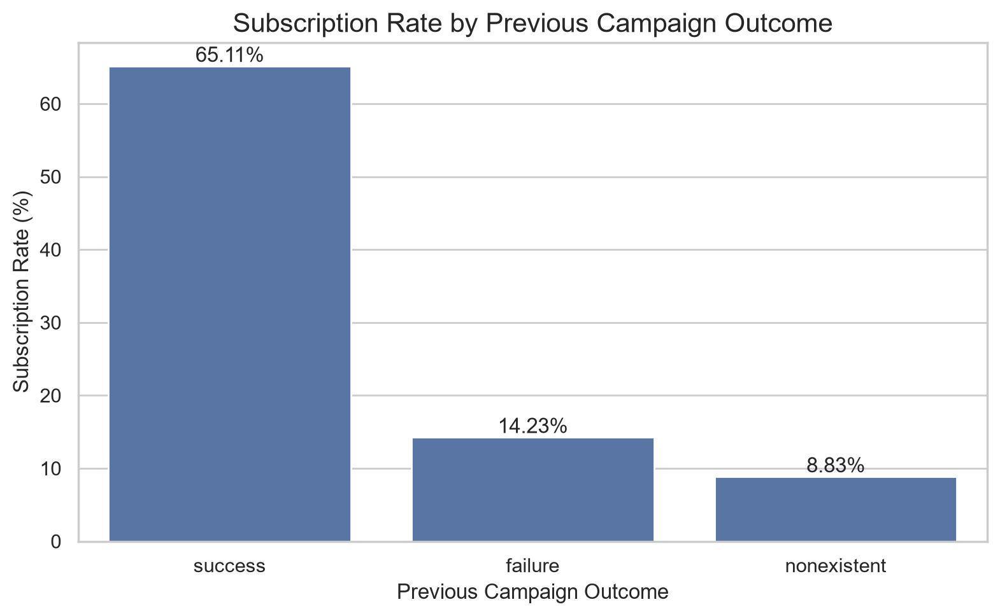 Subscription Rate by Previous Campaign Outcome
65.11%
60
50
40
30
20
10
0
Subscription Rate (%)
14.23%
8.83%
success
failure
nonexistent
Previous Campaign Outcome